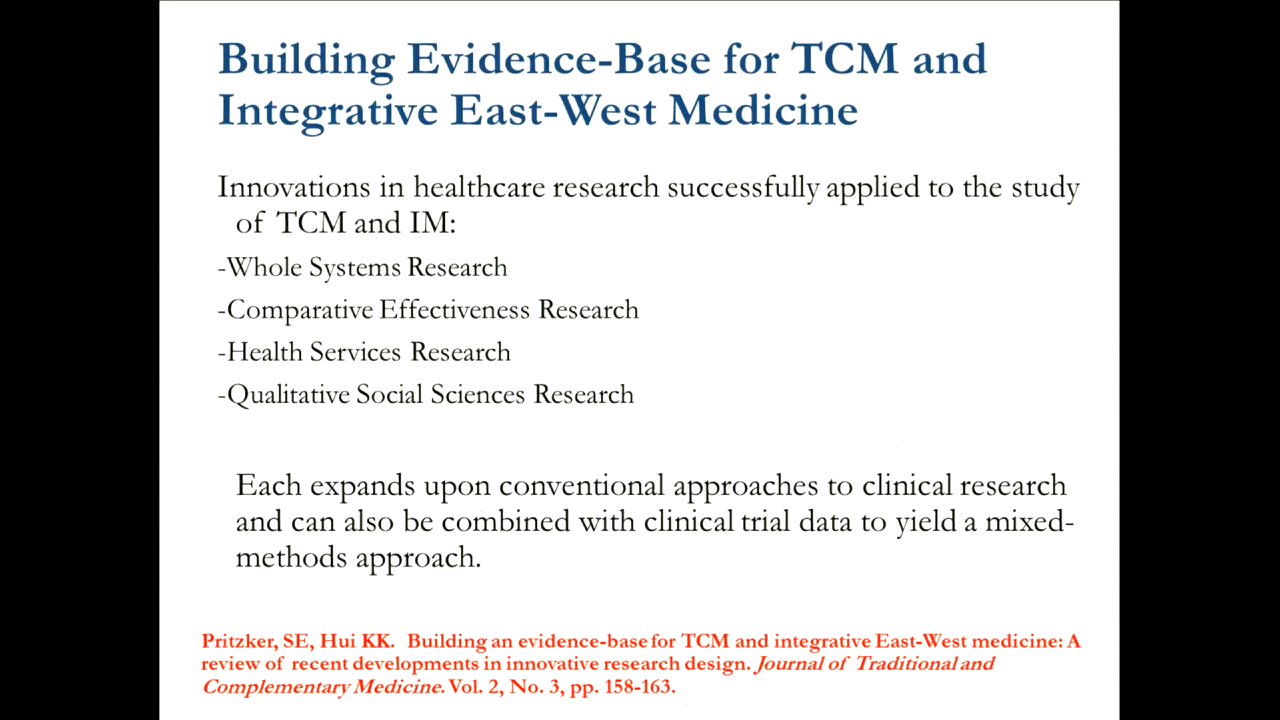 Building Evidence-Base for TCM and
Integrative East-West Medicine
Innovations in healthcare research successfully applied to the study
of TCM and IM:
-Whole Systems Research
-Comparative Effectiveness Research
-Health Services Research
-Qualitative Social Sciences Research
Each expands upon conventional approaches to clinical research
and can also be combined with clinical trial data to yield a mixed-
methods approach.
Pritzker, SE, Hui KK. Building an evidence-base for TCM and integrative East-West medicine: A
review of recent developments in innovative research design. Journal of Traditional and
Complementary Medicine. Vol. 2, No. 3, pp. 158-163.